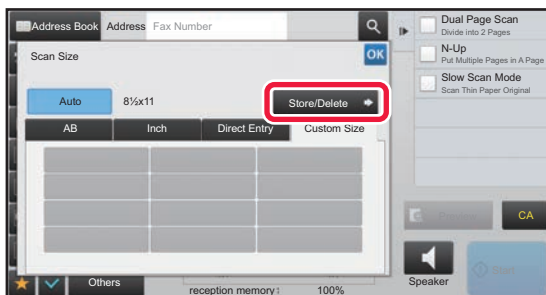 Address Book Address Fax Number
Scan Size
OK
Auto 8½x11 Store/Delete
AB Inch Direct Entry Custom Size
Others
reception memory: 100%
Dual Page Scan
Divide into 2 Pages
N-Up
Put Multiple Pages in A Page
Slow Scan Mode
Scan Thin Paper Original
Preview CA
Speaker Start